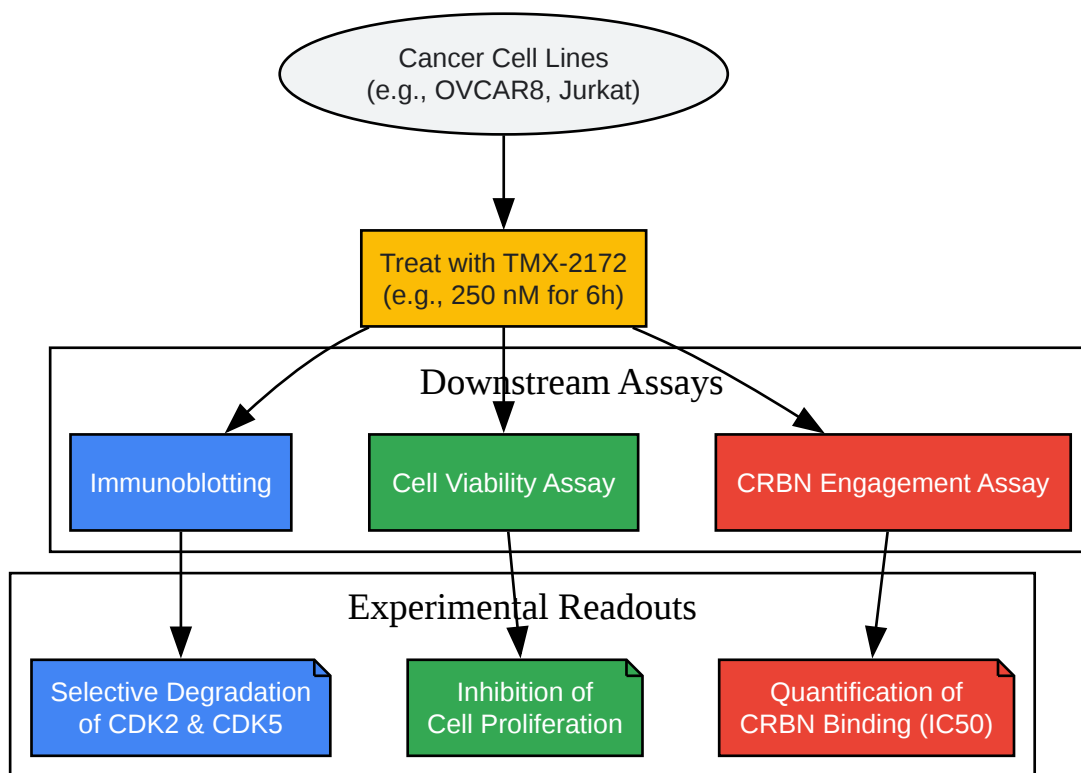 Cancer Cell Lines
(e.g., OVCAR8, Jurkat)
Treat with TMX-2172
(e.g., 250 nM for 6h)
Downstream Assays
Immunoblotting
Cell Viability Assay
CRBN Engagement Assay
Experimental Readouts
Selective Degradation
of CDK2 & CDK5
Inhibition of
Cell Proliferation
Quantification of
CRBN Binding (IC50)